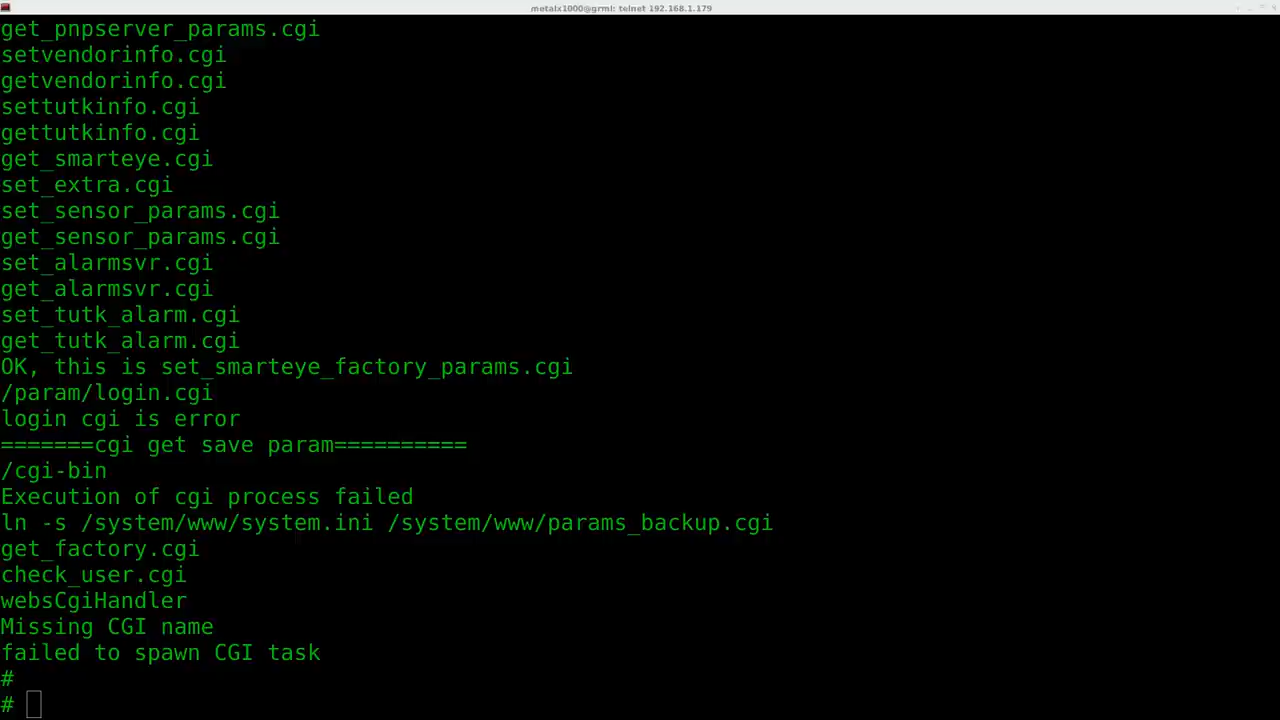 metalx1000@grml: telnet 192.168.1.179
get_pnpserver_params.cgi
setvendorinfo.cgi
getvendorinfo.cgi
settutkinfo.cgi
gettutkinfo.cgi
get_smarteye.cgi
set_extra.cgi
set_sensor_params.cgi
get_sensor_params.cgi
set_alarmsvr.cgi
get_alarmsvr.cgi
set_tutk_alarm.cgi
get_tutk_alarm.cgi
OK, this is set_smarteye_factory_params.cgi
/param/login.cgi
login cgi is error
=======cgi get save param==========
/cgi-bin
Execution of cgi process failed
ln -s /system/www/system.ini /system/www/params_backup.cgi
get_factory.cgi
check_user.cgi
websCgiHandler
Missing CGI name
failed to spawn CGI task
#
#